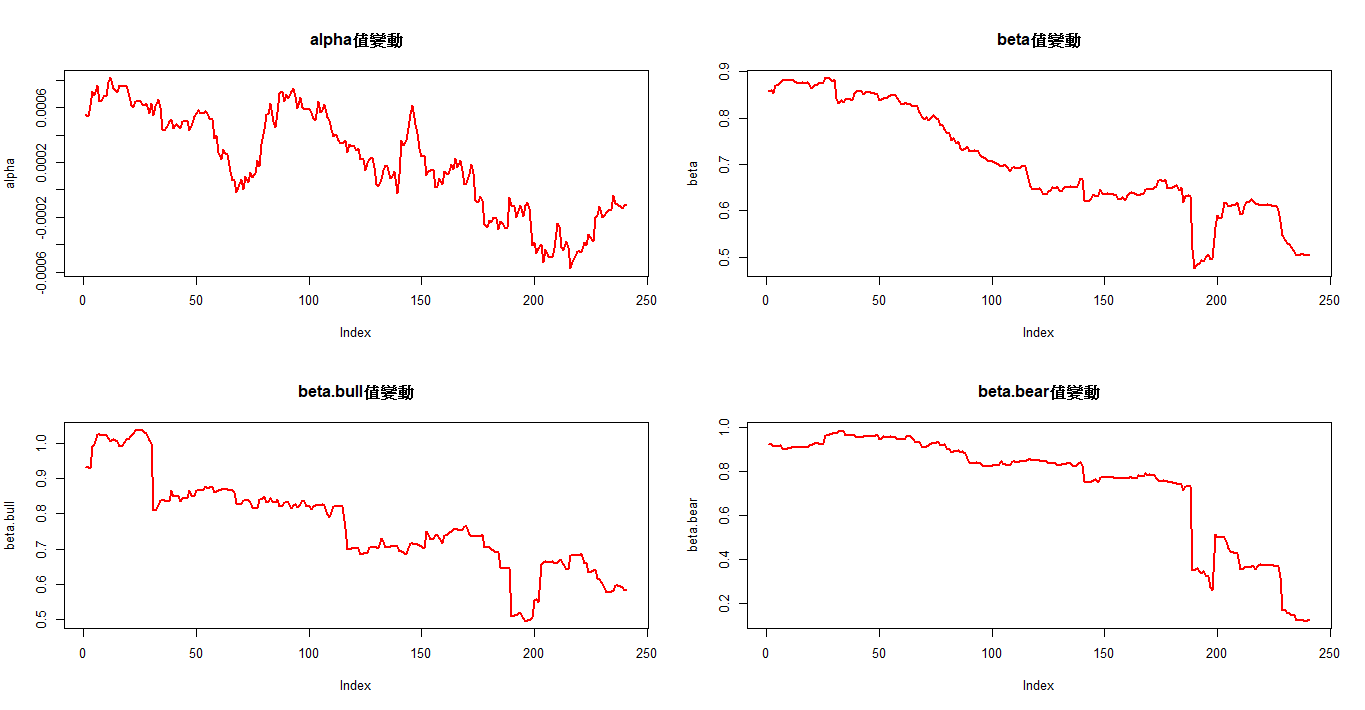 alpha值變動
alpha
-0.0006 -0.0002 0.0002 0.0006
0 50 100 150 200 250
Index
beta值變動
beta
0.5 0.6 0.7 0.8 0.9
0 50 100 150 200 250
Index
beta.bull值變動
beta.bull
0.5 0.6 0.7 0.8 0.9 1.0
0 50 100 150 200 250
Index
beta.bear值變動
beta.bear
0.2 0.4 0.6 0.8 1.0
0 50 100 150 200 250
Index